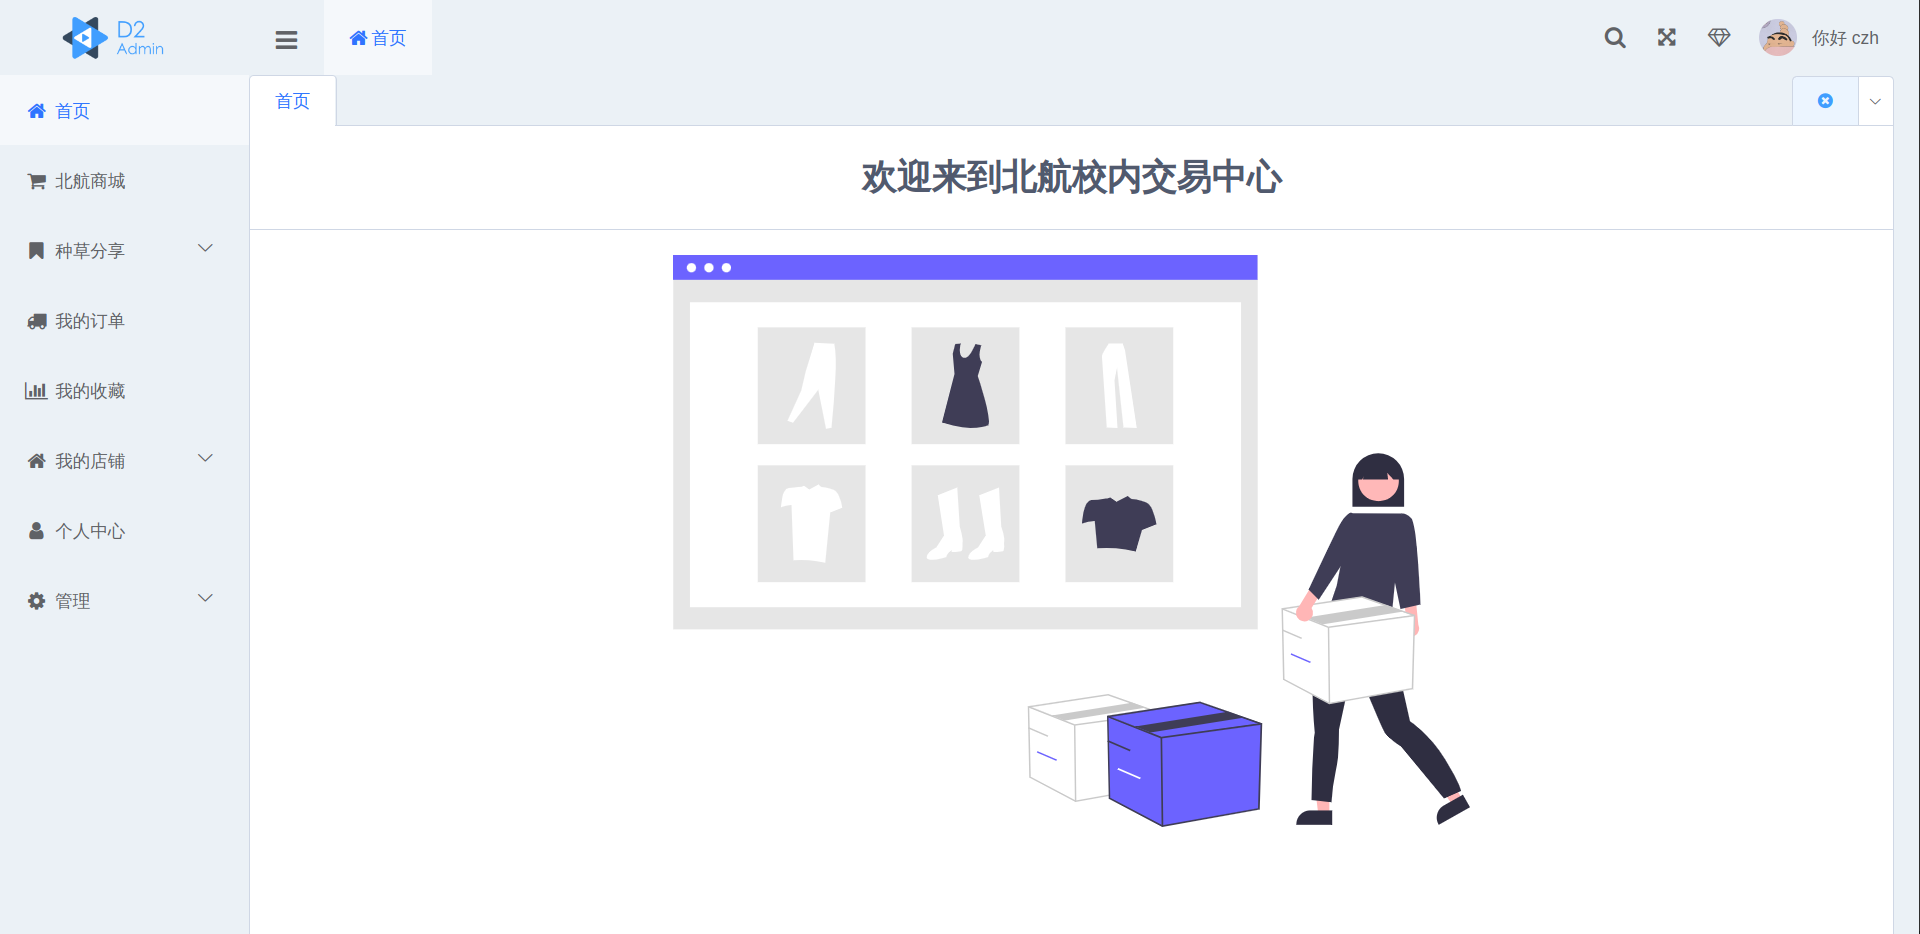 D2
Admin
首页
你好 czh
首页
北航商城
种草分享
我的订单
我的收藏
我的店铺
个人中心
管理
首页
欢迎来到北航校内交易中心